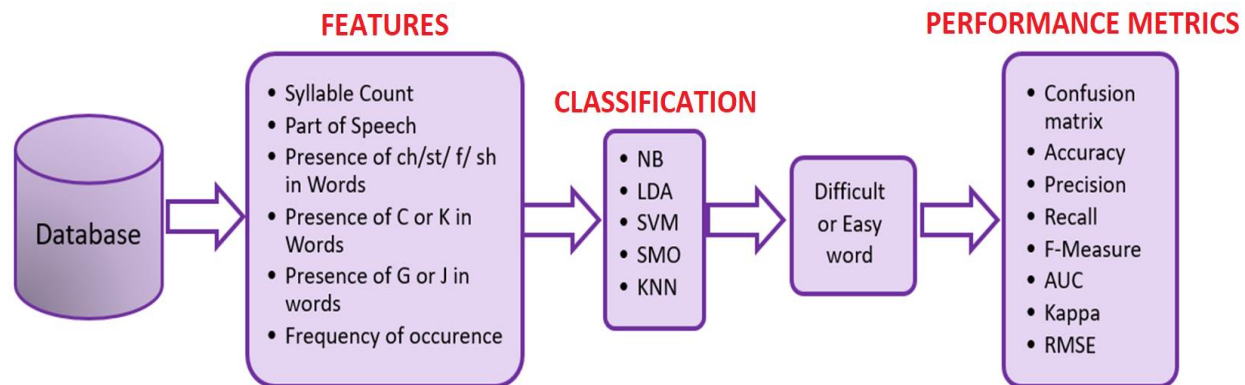 FEATURES
PERFORMANCE METRICS
CLASSIFICATION
Database
• Syllable Count
• Part of Speech
• Presence of ch/st/ f/ sh
in Words
• Presence of C or K in
Words
• Presence of G or J in
words
• Frequency of occurence
• NB
• LDA
• SVM
• SMO
• KNN
Difficult
or Easy
word
• Confusion
matrix
• Accuracy
• Precision
• Recall
• F-Measure
• AUC
• Kappa
• RMSE